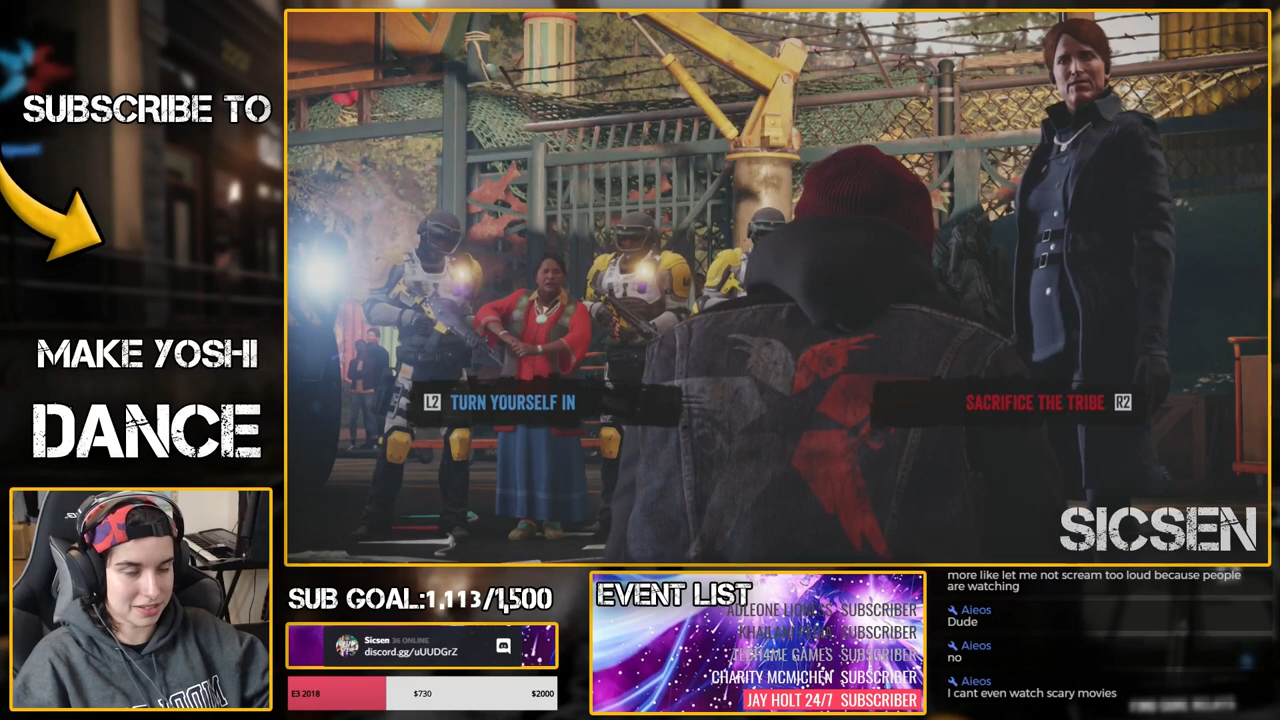 SUBSCRIBE TO
MAKE YOSHI
DANCE
L2 TURN YOURSELF IN
SACRIFICE THE TRIBE R2
SICSEN
SUB GOAL:1,113/1,500
Sicsen 36 ONLINE
discord.gg/uUUDGrZ
E3 2018 $730 $2000
EVENT LIST
SUBSCRIBER
SUBSCRIBER
GAMES SUBSCRIBER
CHARITY MCMICHEN SUBSCRIBER
JAY HOLT 24/7 SUBSCRIBER
more like let me not scream too loud because people
are watching
Aieos
Dude
Aieos
no
Aieos
I cant even watch scary movies